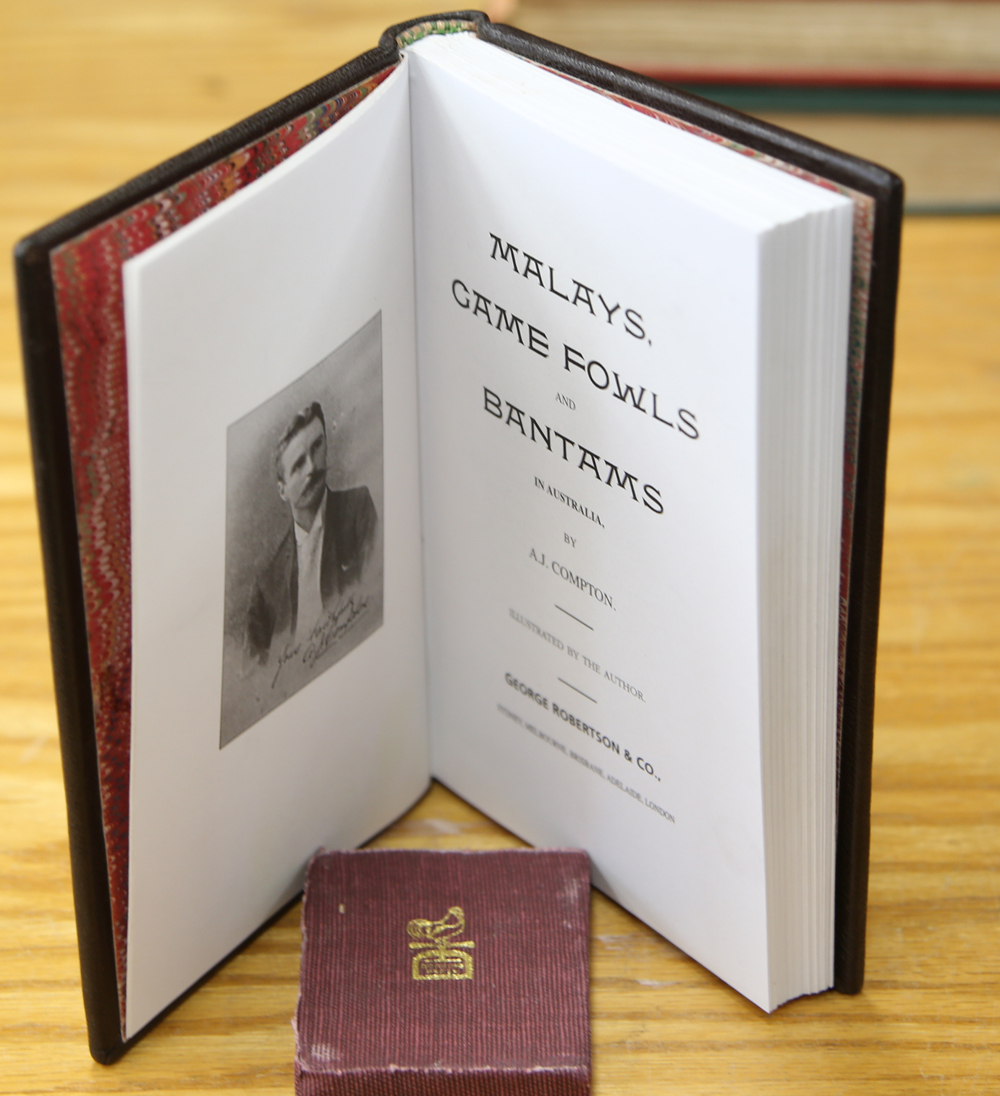 MALAYS,
GAME FOWLS
AND
BANTAMS
IN AUSTRALIA,
BY
A.J. COMPTON.
ILLUSTRATED BY THE AUTHOR.
GEORGE ROBERTSON & CO.,
SYDNEY, MELBOURNE, BRISBANE, ADELAIDE, LONDON